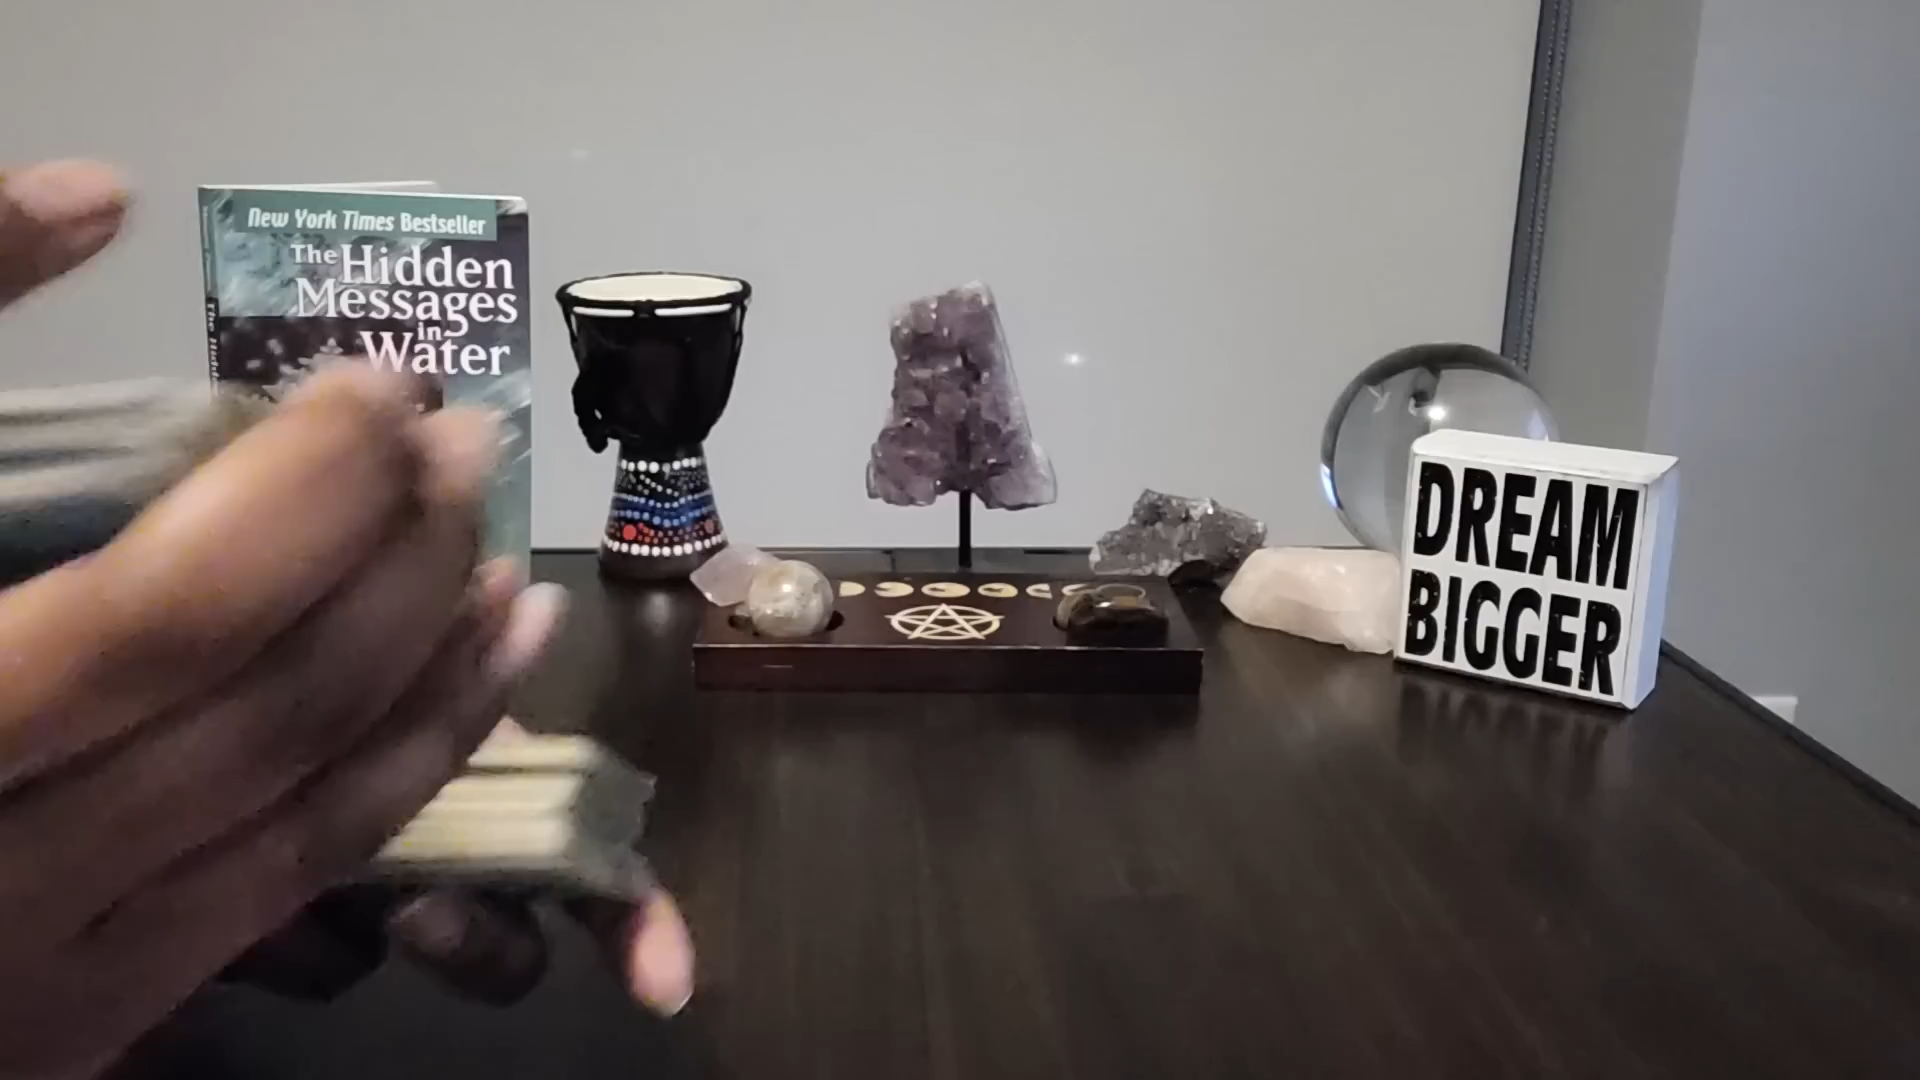 New York Times Bestseller
The Hidden
Messages
in
Water
DREAM
BIGGER